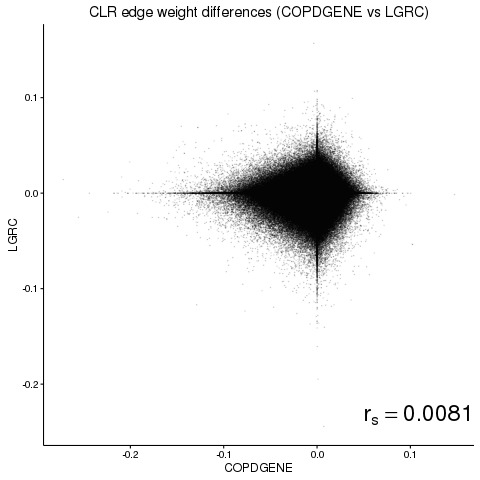 CLR edge weight differences (COPDGENE vs LGRC)
0.1
0.0
-0.1
-0.2
LGRC
rs = 0.0081
-0.2 -0.1 0.0 0.1
COPDGENE